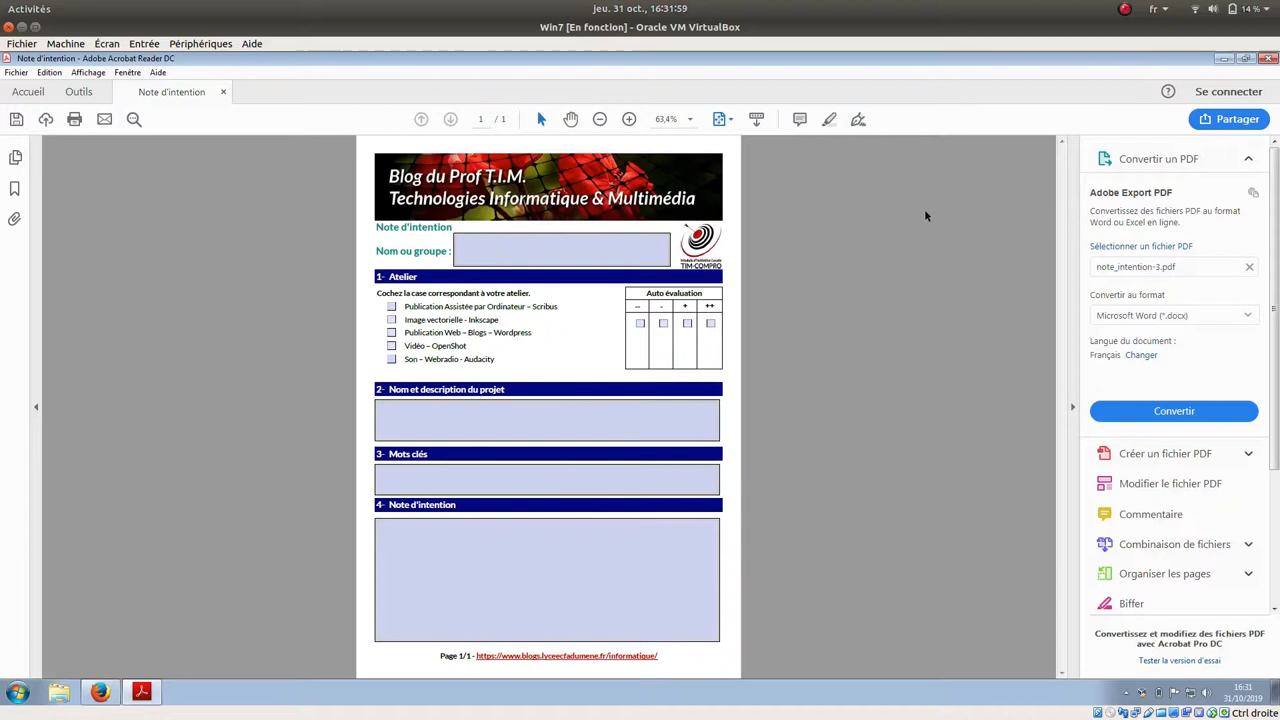 Activités
jeu. 31 oct., 16:31:59
fr
14 %
Win7 [En fonction] - Oracle VM VirtualBox
Fichier Machine Écran Entrée Périphériques Aide
Note d'intention - Adobe Acrobat Reader DC
Fichier Edition Affichage Fenêtre Aide
Accueil Outils Note d'intention × Se connecter
1 / 1 63,4% Partager
Blog du Prof T.I.M.
Technologies Informatique & Multimédia
Note d'intention
Nom ou groupe :
TIM-COMPRO
1- Atelier
Cochez la case correspondant à votre atelier.
Publication Assistée par Ordinateur – Scribus
Image vectorielle - Inkscape
Publication Web – Blogs – Wordpress
Vidéo – OpenShot
Son – Webradio - Audacity
Auto évaluation
-- - + ++
2- Nom et description du projet
3- Mots clés
4- Note d'intention
Page 1/1 - https://www.blogs.lyceecfadumene.fr/informatique/
Convertir un PDF
Adobe Export PDF
Convertissez des fichiers PDF au format
Word ou Excel en ligne.
Sélectionner un fichier PDF
note_intention-3.pdf
Convertir au format
Microsoft Word (*.docx)
Langue du document :
Français Changer
Convertir
Créer un fichier PDF
Modifier le fichier PDF
Commentaire
Combinaison de fichiers
Organiser les pages
Biffer
Convertissez et modifiez des fichiers PDF
avec Acrobat Pro DC
Tester la version d'essai
16:31
31/10/2019
Ctrl droite